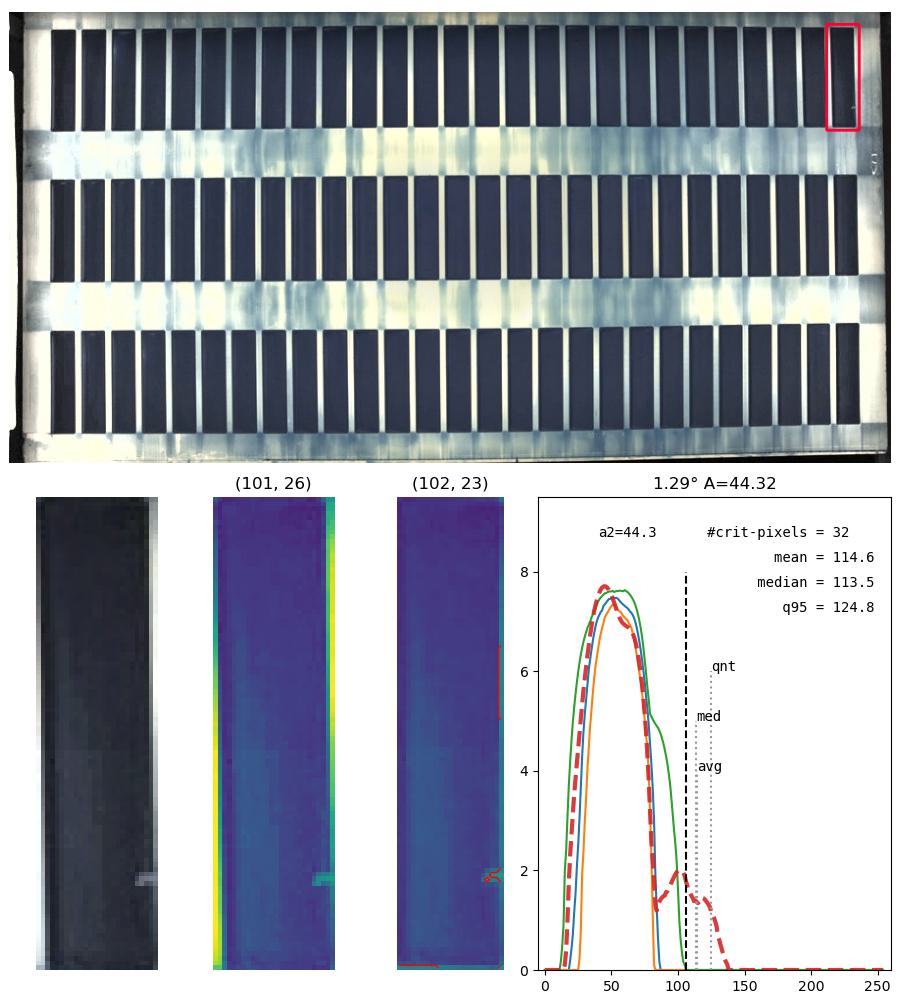 (101, 26)
(102, 23)
1.29° A=44.32
a2=44.3
#crit-pixels = 32
mean = 114.6
median = 113.5
q95 = 124.8
qnt
med
avg
8
6
4
2
0
0 50 100 150 200 250